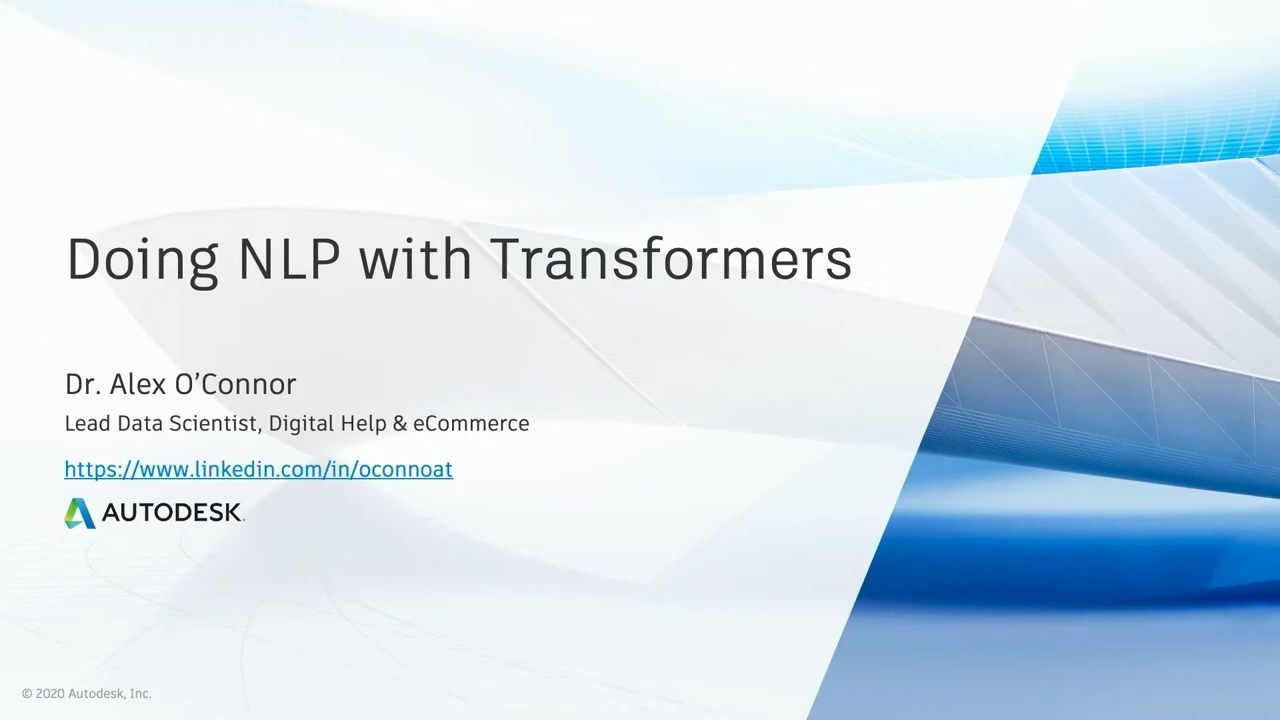 Doing NLP with Transformers
Dr. Alex O’Connor
Lead Data Scientist, Digital Help & eCommerce
https://www.linkedin.com/in/oconnoat
AUTODESK.
© 2020 Autodesk, Inc.